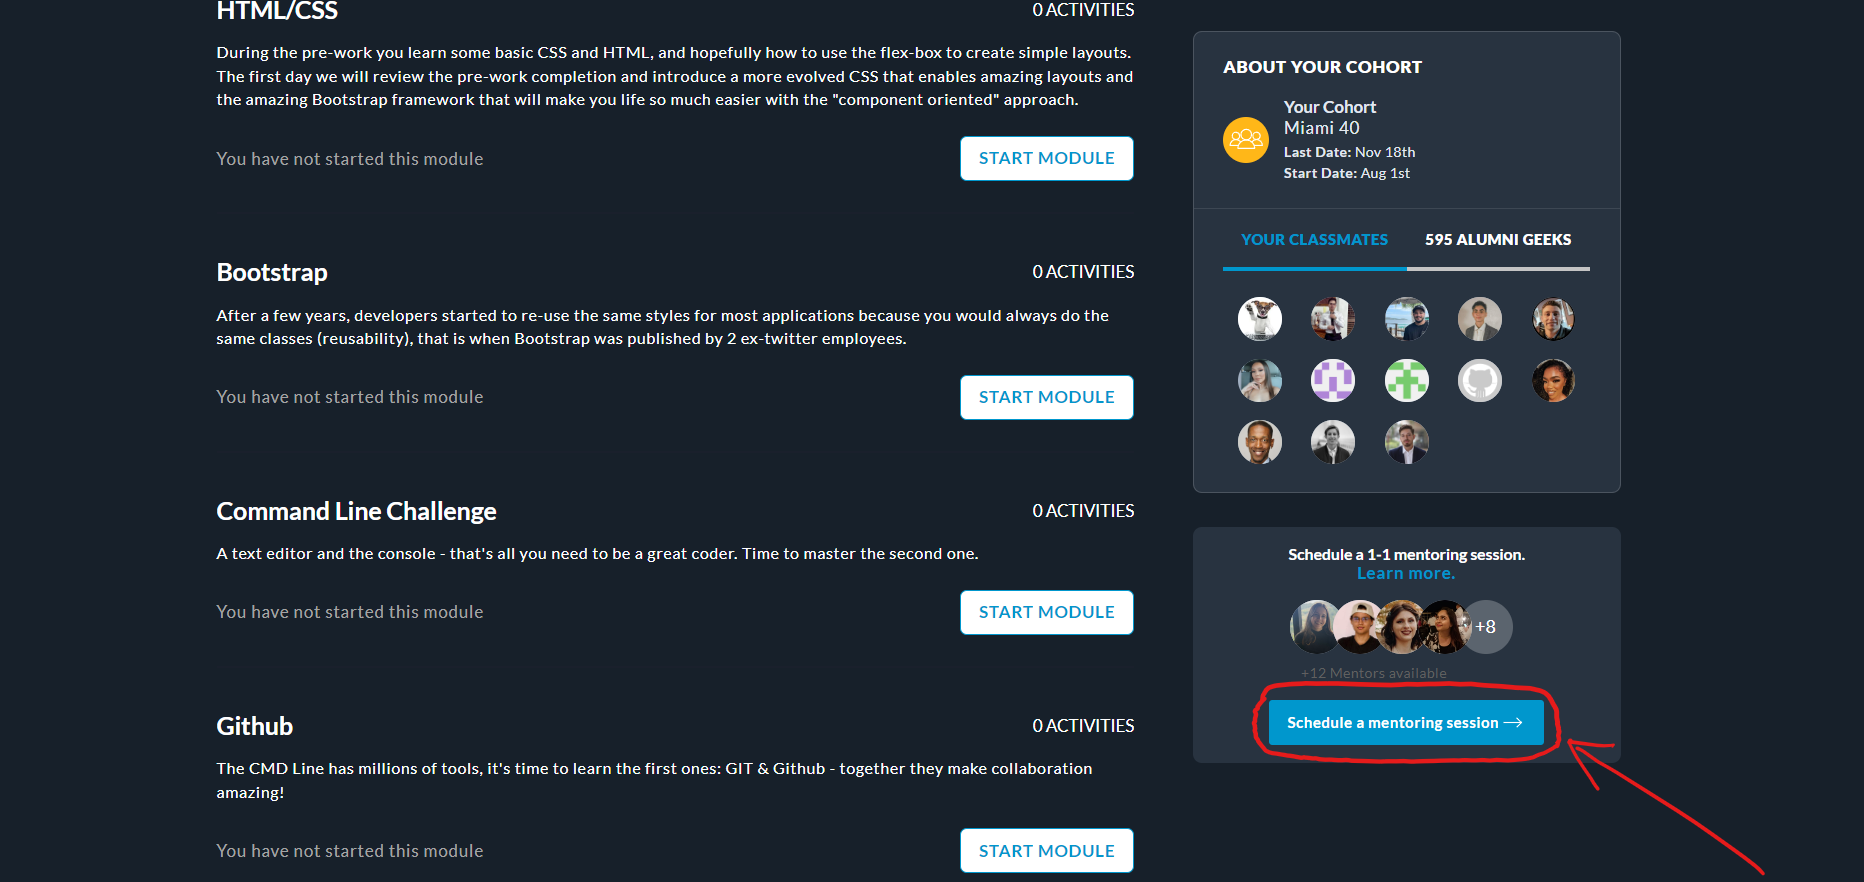 HTML/CSS
0 ACTIVITIES
During the pre-work you learn some basic CSS and HTML, and hopefully how to use the flex-box to create simple layouts.
The first day we will review the pre-work completion and introduce a more evolved CSS that enables amazing layouts and
the amazing Bootstrap framework that will make you life so much easier with the "component oriented" approach.
You have not started this module
START MODULE
Bootstrap
0 ACTIVITIES
After a few years, developers started to re-use the same styles for most applications because you would always do the
same classes (reusability), that is when Bootstrap was published by 2 ex-twitter employees.
You have not started this module
START MODULE
Command Line Challenge
0 ACTIVITIES
A text editor and the console - that's all you need to be a great coder. Time to master the second one.
You have not started this module
START MODULE
Github
0 ACTIVITIES
The CMD Line has millions of tools, it's time to learn the first ones: GIT & Github - together they make collaboration
amazing!
You have not started this module
START MODULE
ABOUT YOUR COHORT
Your Cohort
Miami 40
Last Date: Nov 18th
Start Date: Aug 1st
YOUR CLASSMATES
595 ALUMNI GEEKS
Schedule a 1-1 mentoring session.
Learn more.
+8
+12 Mentors available
Schedule a mentoring session →